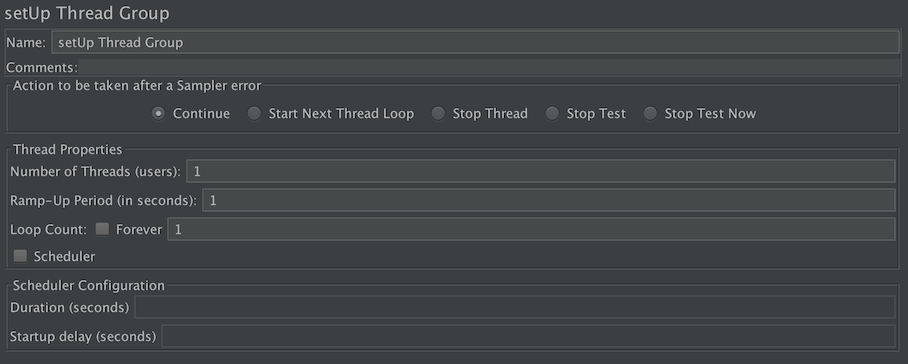 setUp Thread Group
Name: setUp Thread Group
Comments:
Action to be taken after a Sampler error
Continue Start Next Thread Loop Stop Thread Stop Test Stop Test Now
Thread Properties
Number of Threads (users): 1
Ramp-Up Period (in seconds): 1
Loop Count: Forever 1
Scheduler
Scheduler Configuration
Duration (seconds)
Startup delay (seconds)